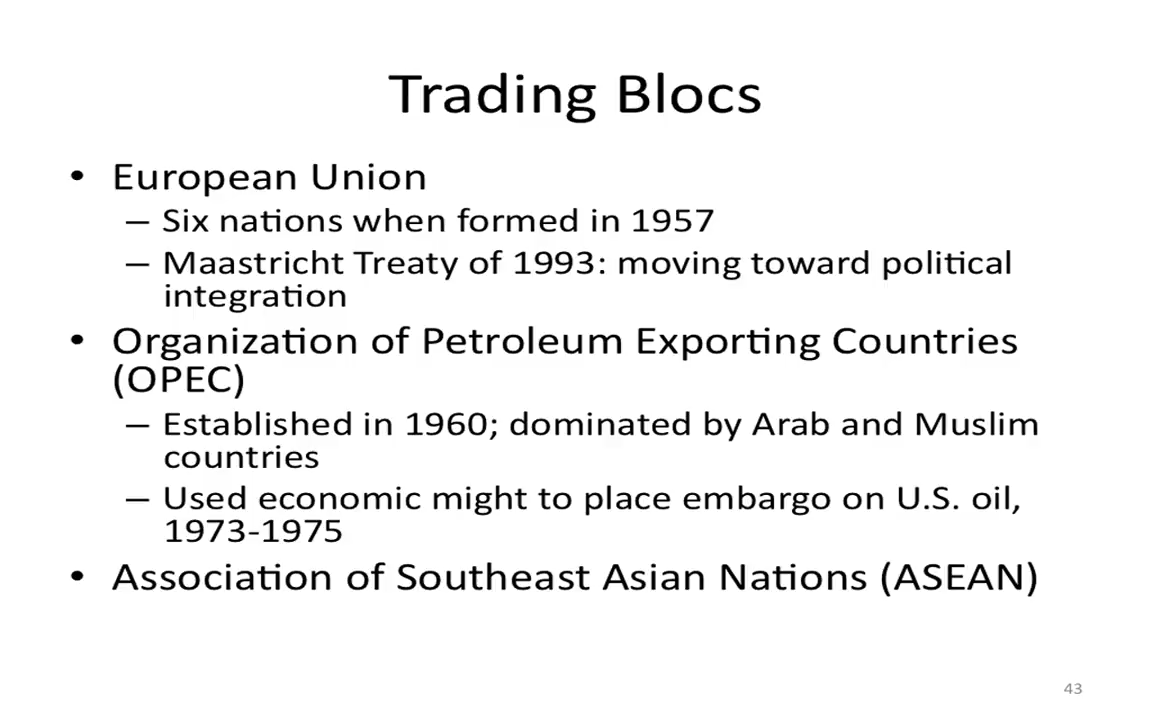 Trading Blocs
• European Union
– Six nations when formed in 1957
– Maastricht Treaty of 1993: moving toward political
integration
• Organization of Petroleum Exporting Countries
(OPEC)
– Established in 1960; dominated by Arab and Muslim
countries
– Used economic might to place embargo on U.S. oil,
1973-1975
• Association of Southeast Asian Nations (ASEAN)
43